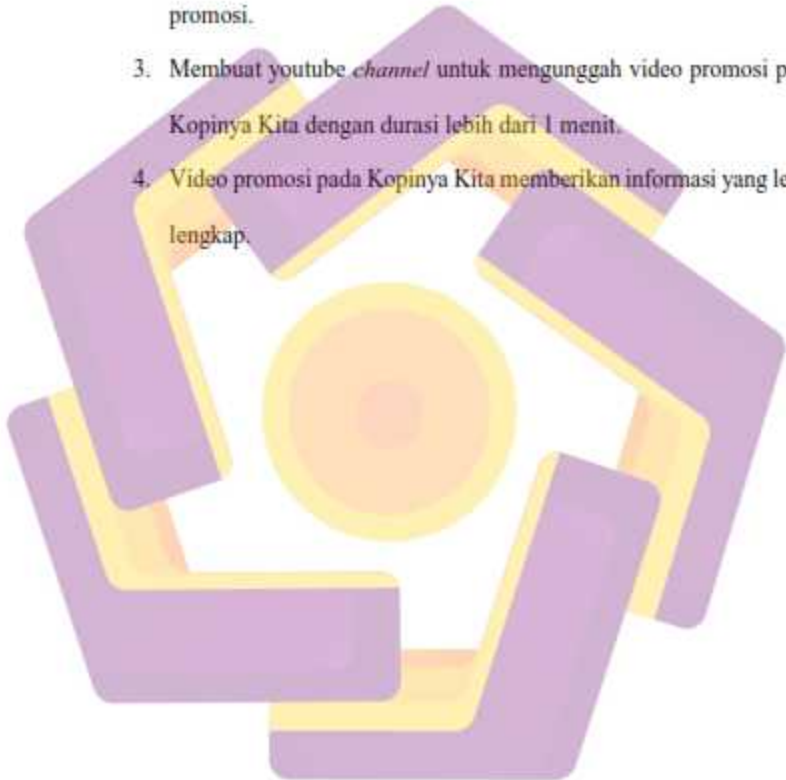 promosi.
3. Membuat youtube channel untuk mengunggah video promosi p
Kopinya Kita dengan durasi lebih dari 1 menit.
4. Video promosi pada Kopinya Kita memberikan informasi yang le
lengkap.